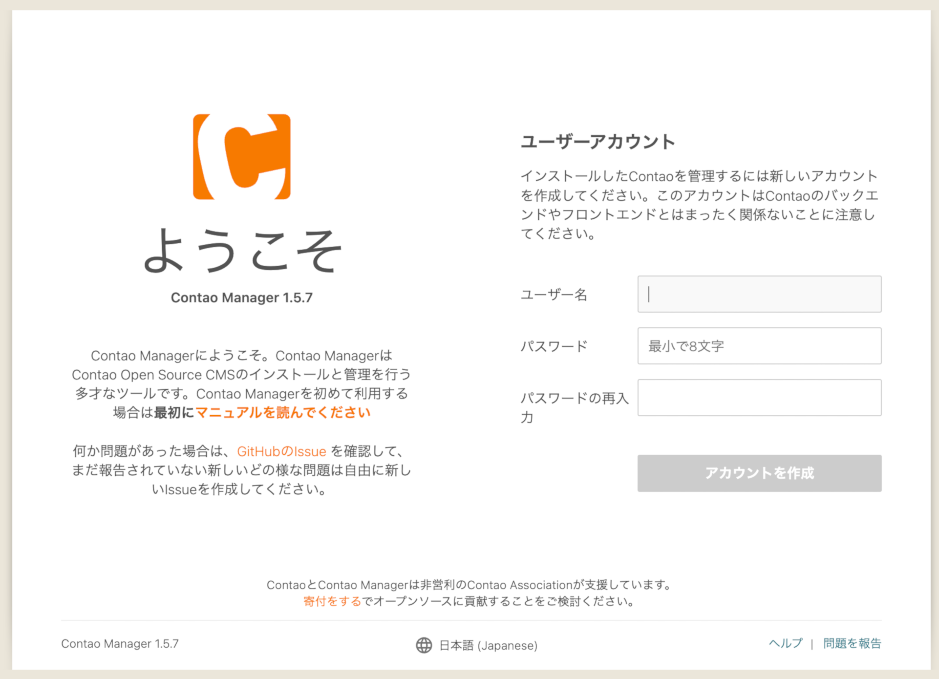 ようこそ
Contao Manager 1.5.7
Contao Managerにようこそ。Contao Managerは
Contao Open Source CMSのインストールと管理を行う
多才なツールです。Contao Managerを初めて利用する
場合は最初にマニュアルを読んでください
何か問題があった場合は、GitHubのIssue を確認して、
まだ報告されていない新しいどの様な問題は自由に新し
いIssueを作成してください。
ユーザーアカウント
インストールしたContaoを管理するには新しいアカウント
を作成してください。このアカウントはContaoのバックエ
ンドやフロントエンドとはまったく関係ないことに注意し
てください。
ユーザー名
パスワード
最小で8文字
パスワードの再入
力
アカウントを作成
ContaoとContao Managerは非営利のContao Associationが支援しています。
寄付をするでオープンソースに貢献することをご検討ください。
Contao Manager 1.5.7
日本語 (Japanese)
ヘルプ | 問題を報告